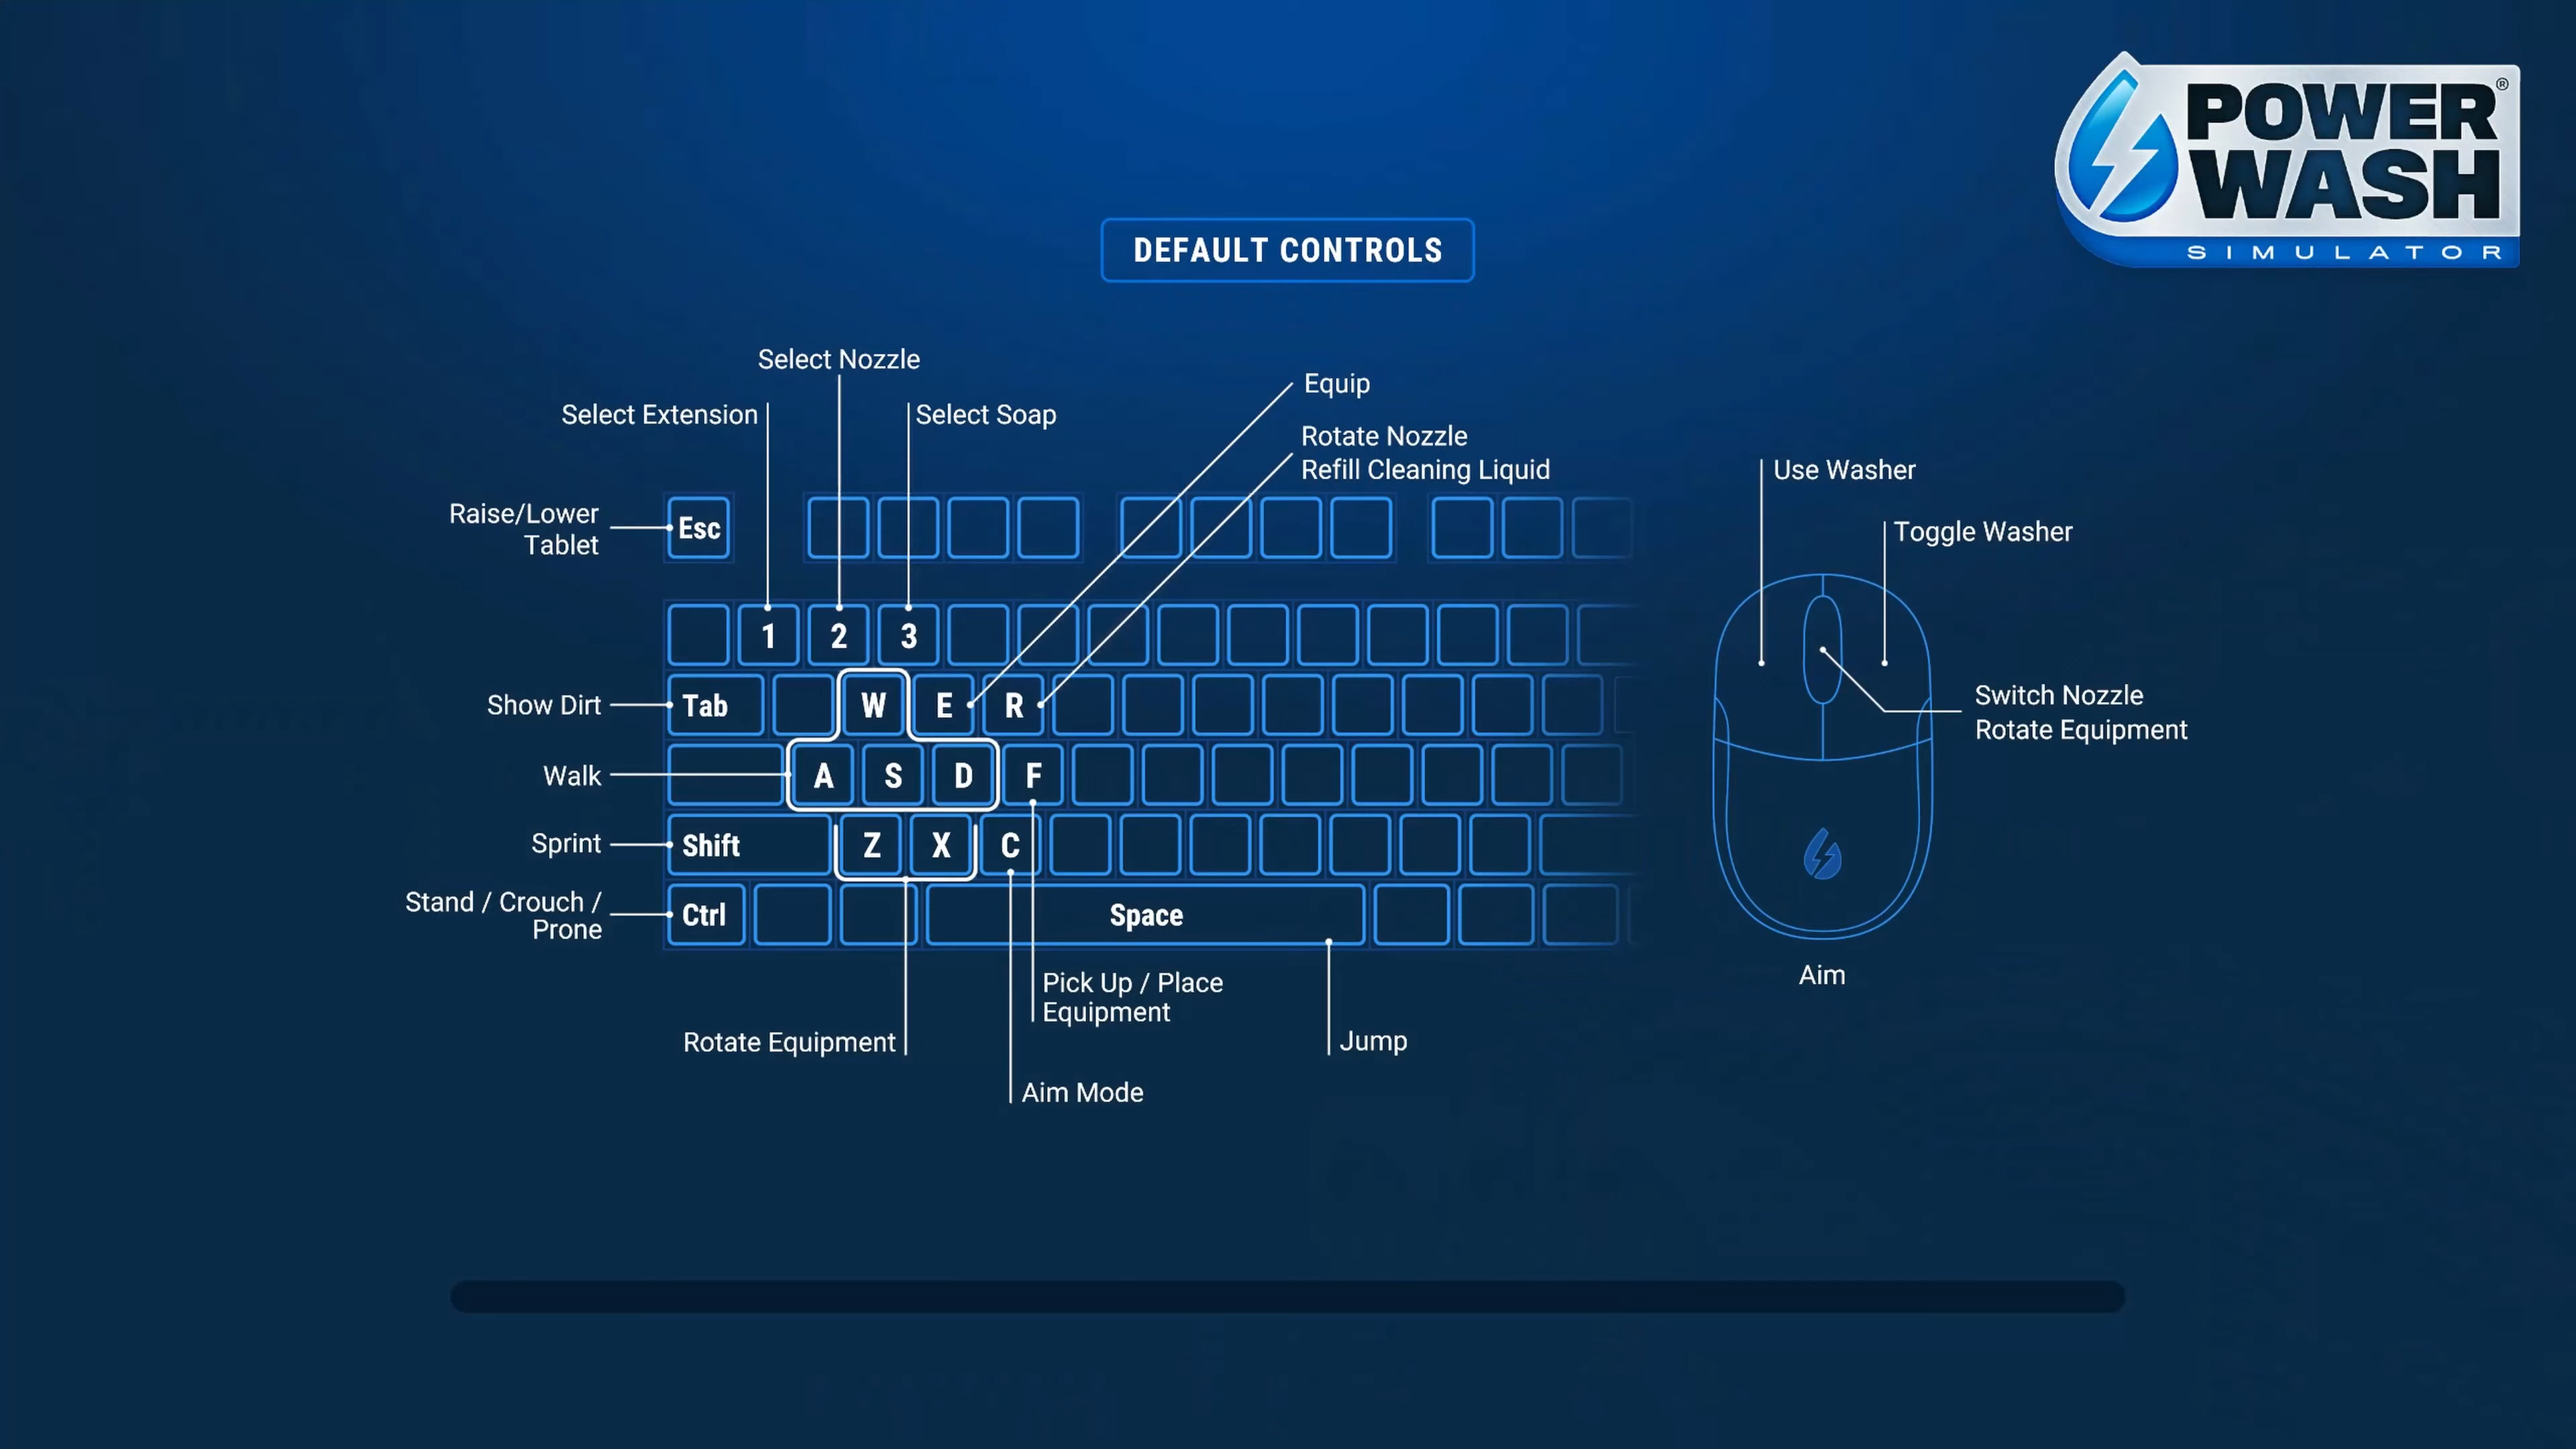 POWER®
WASH
SIMULATOR
DEFAULT CONTROLS
Select Nozzle
Select Extension
Select Soap
Equip
Rotate Nozzle
Refill Cleaning Liquid
Raise/Lower
Tablet
Esc
1 2 3
Show Dirt
Tab W E R
Walk
A S D F
Sprint
Shift Z X C
Stand / Crouch /
Prone
Ctrl Space
Pick Up / Place
Equipment
Rotate Equipment
Jump
Aim Mode
Use Washer
Toggle Washer
Switch Nozzle
Rotate Equipment
Aim